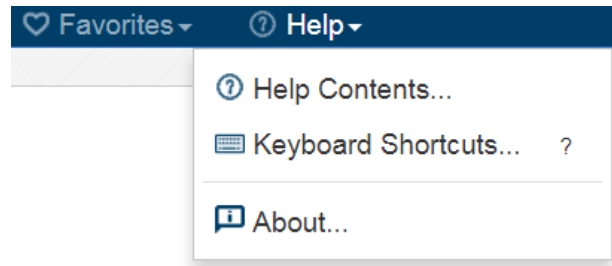 Favorites Help
Help Contents...
Keyboard Shortcuts... ?
About...